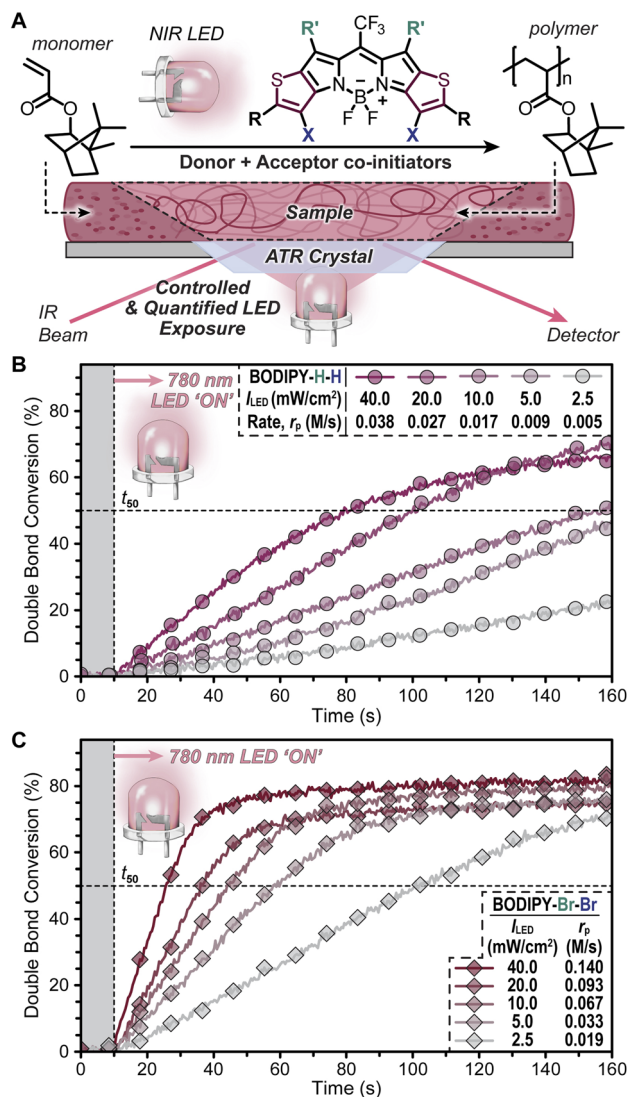 A
monomer
NIR LED
polymer
R'
CF3
R'
S
N
N
S
−
+
B
R
F
F
R
X
X
O
O
O
O
n
Donor + Acceptor co-initiators
Sample
ATR Crystal
Controlled
& Quantified LED
Exposure
IR
Beam
Detector
B
780 nm
LED ‘ON’
BODIPY-H-H
ILED (mW/cm²) 40.0 20.0 10.0 5.0 2.5
Rate, rp (M/s) 0.038 0.027 0.017 0.009 0.005
t50
Double Bond Conversion (%)
80
60
40
20
0
0 20 40 60 80 100 120 140 160
Time (s)
C
780 nm LED ‘ON’
t50
Double Bond Conversion (%)
80
60
40
20
0
BODIPY-Br-Br
ILED rp
(mW/cm²) (M/s)
40.0 0.140
20.0 0.093
10.0 0.067
5.0 0.033
2.5 0.019
0 20 40 60 80 100 120 140 160
Time (s)